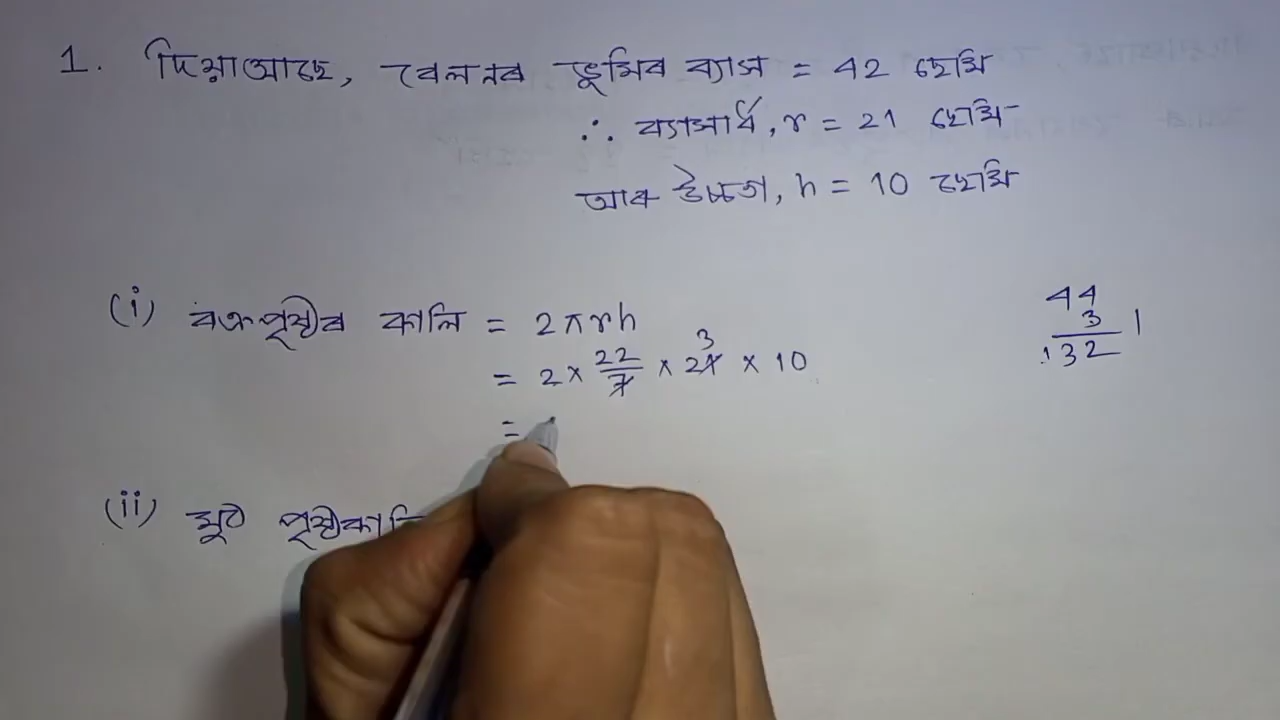 1. দিয়া আছে, বেলনৰ ভূমিৰ ব্যাস = 42 ছেমি
∴ ব্যাসাৰ্ধ, r = 21 ছেমি
আৰু উচ্চতা, h = 10 ছেমি
(i) বক্ৰপৃষ্ঠৰ কালি = 2πrh
= 2 × 22/7 × 21 × 10
3
=
(ii) মুঠ পৃষ্ঠকালি
44
3 1
132